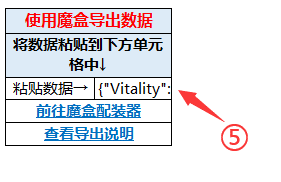 使用魔盒导出数据
将数据粘贴到下方单元
格中↓
粘贴数据→ {"Vitality":
前往魔盒配装器
查看导出说明
⑤